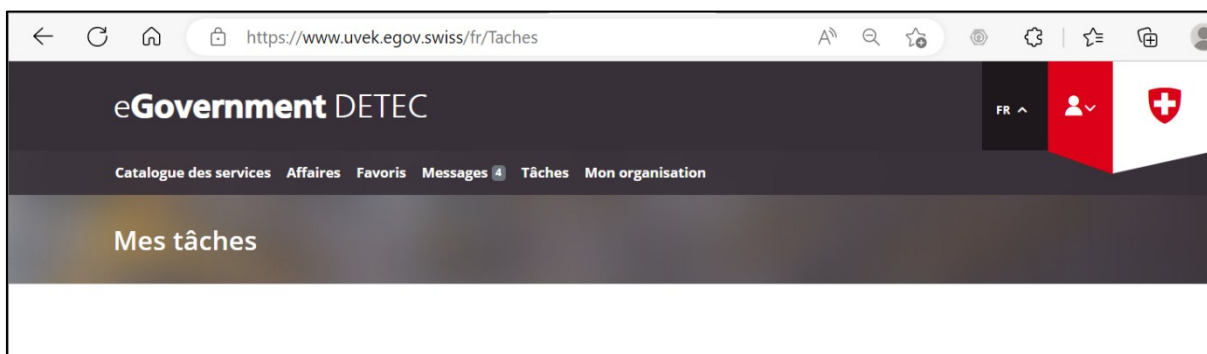 https://www.uvek.egov.swiss/fr/Taches
eGovernment DETEC
FR
Catalogue des services Affaires Favoris Messages 4 Tâches Mon organisation
Mes tâches